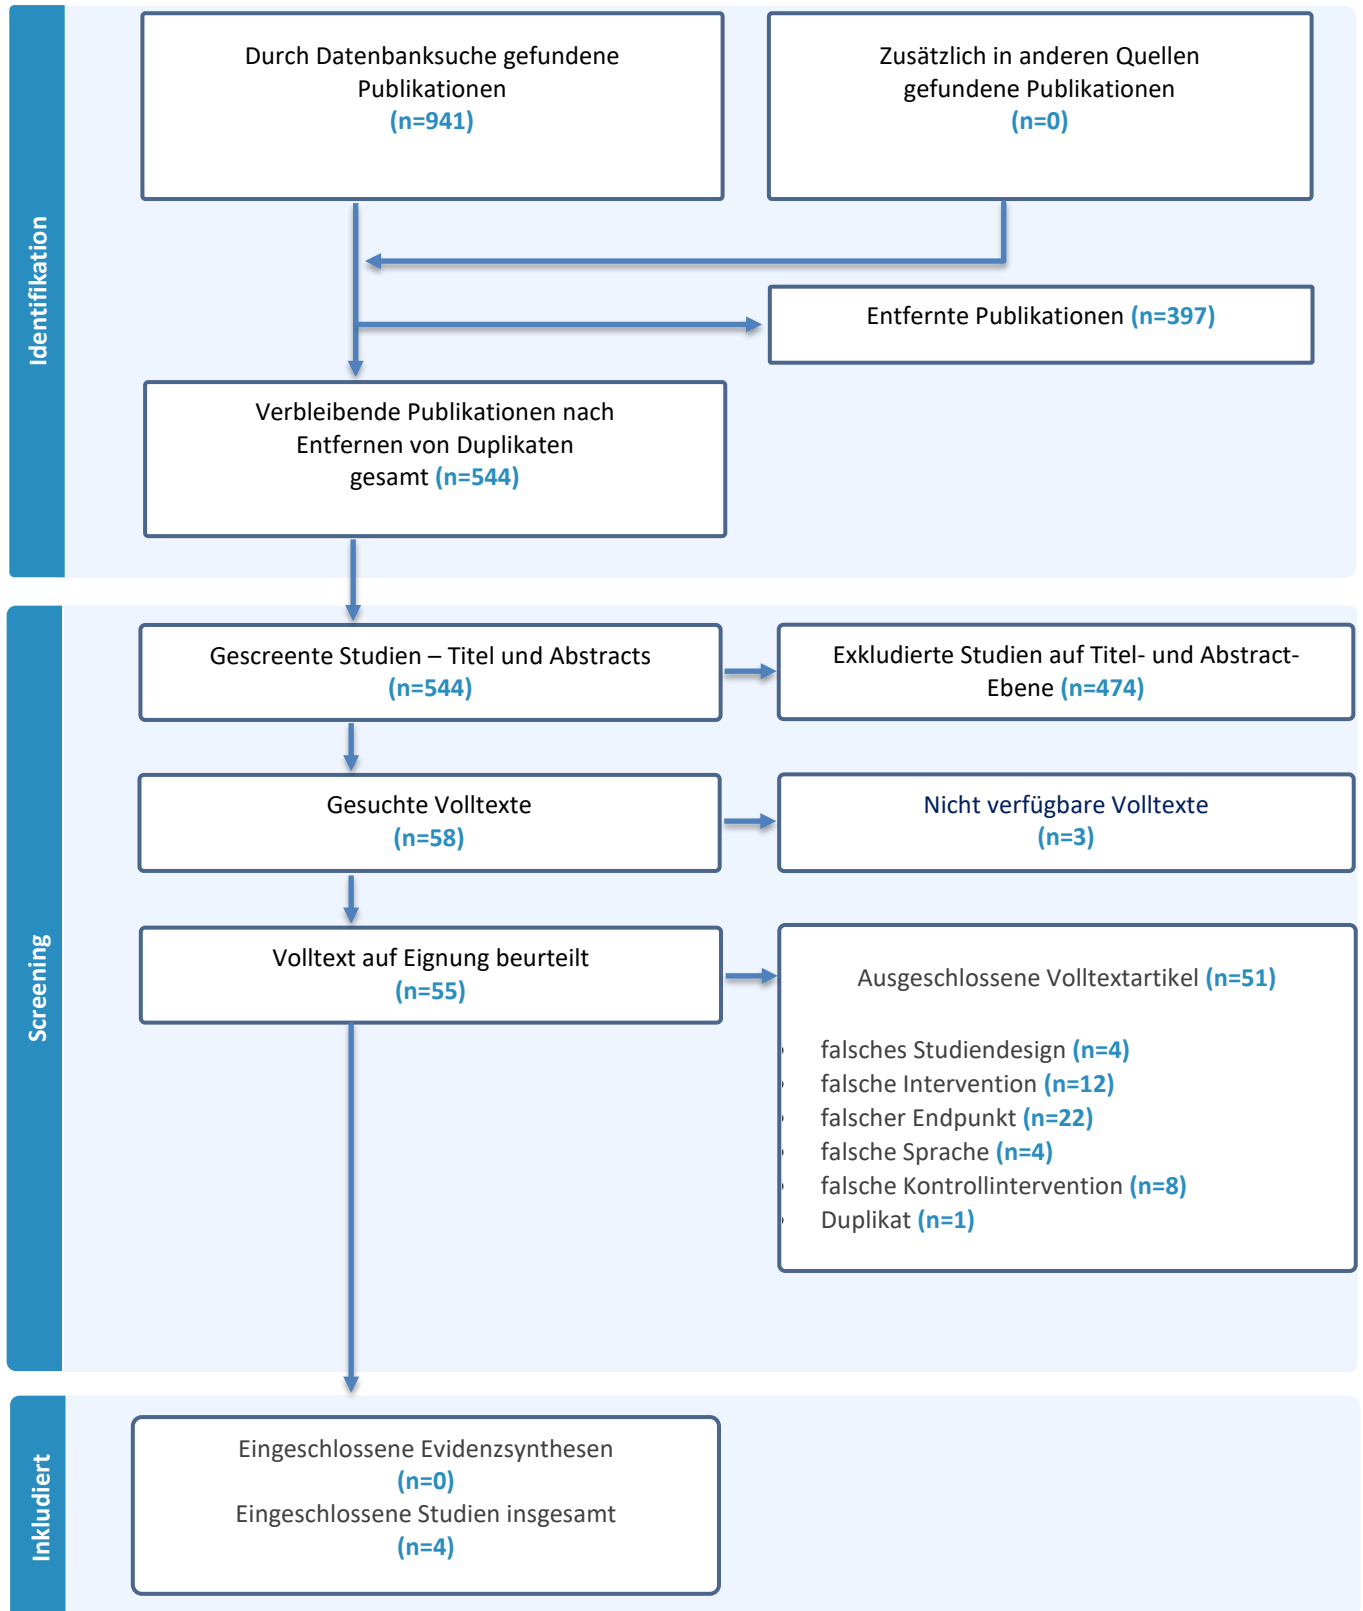 Identifikation
Durch Datenbanksuche gefundene
Publikationen
(n=941)
Zusätzlich in anderen Quellen
gefundene Publikationen
(n=0)
Entfernte Publikationen (n=397)
Verbleibende Publikationen nach
Entfernen von Duplikaten
gesamt (n=544)
Screening
Gescreente Studien – Titel und Abstracts
(n=544)
Exkludierte Studien auf Titel- und Abstract-
Ebene (n=474)
Gesuchte Volltexte
(n=58)
Nicht verfügbare Volltexte
(n=3)
Volltext auf Eignung beurteilt
(n=55)
Ausgeschlossene Volltextartikel (n=51)
• falsches Studiendesign (n=4)
• falsche Intervention (n=12)
• falscher Endpunkt (n=22)
• falsche Sprache (n=4)
• falsche Kontrollintervention (n=8)
• Duplikat (n=1)
Inkludiert
Eingeschlossene Evidenzsynthesen
(n=0)
Eingeschlossene Studien insgesamt
(n=4)